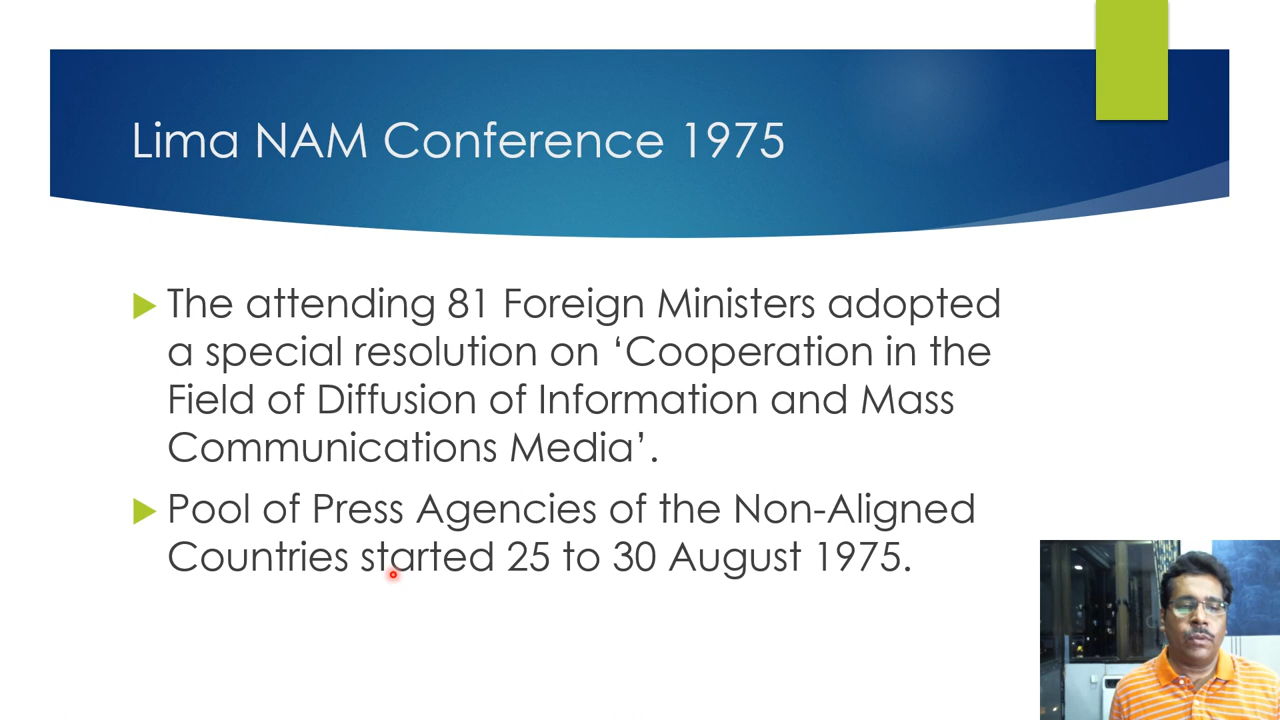 Lima NAM Conference 1975
The attending 81 Foreign Ministers adopted
a special resolution on ‘Cooperation in the
Field of Diffusion of Information and Mass
Communications Media’.
Pool of Press Agencies of the Non-Aligned
Countries started 25 to 30 August 1975.